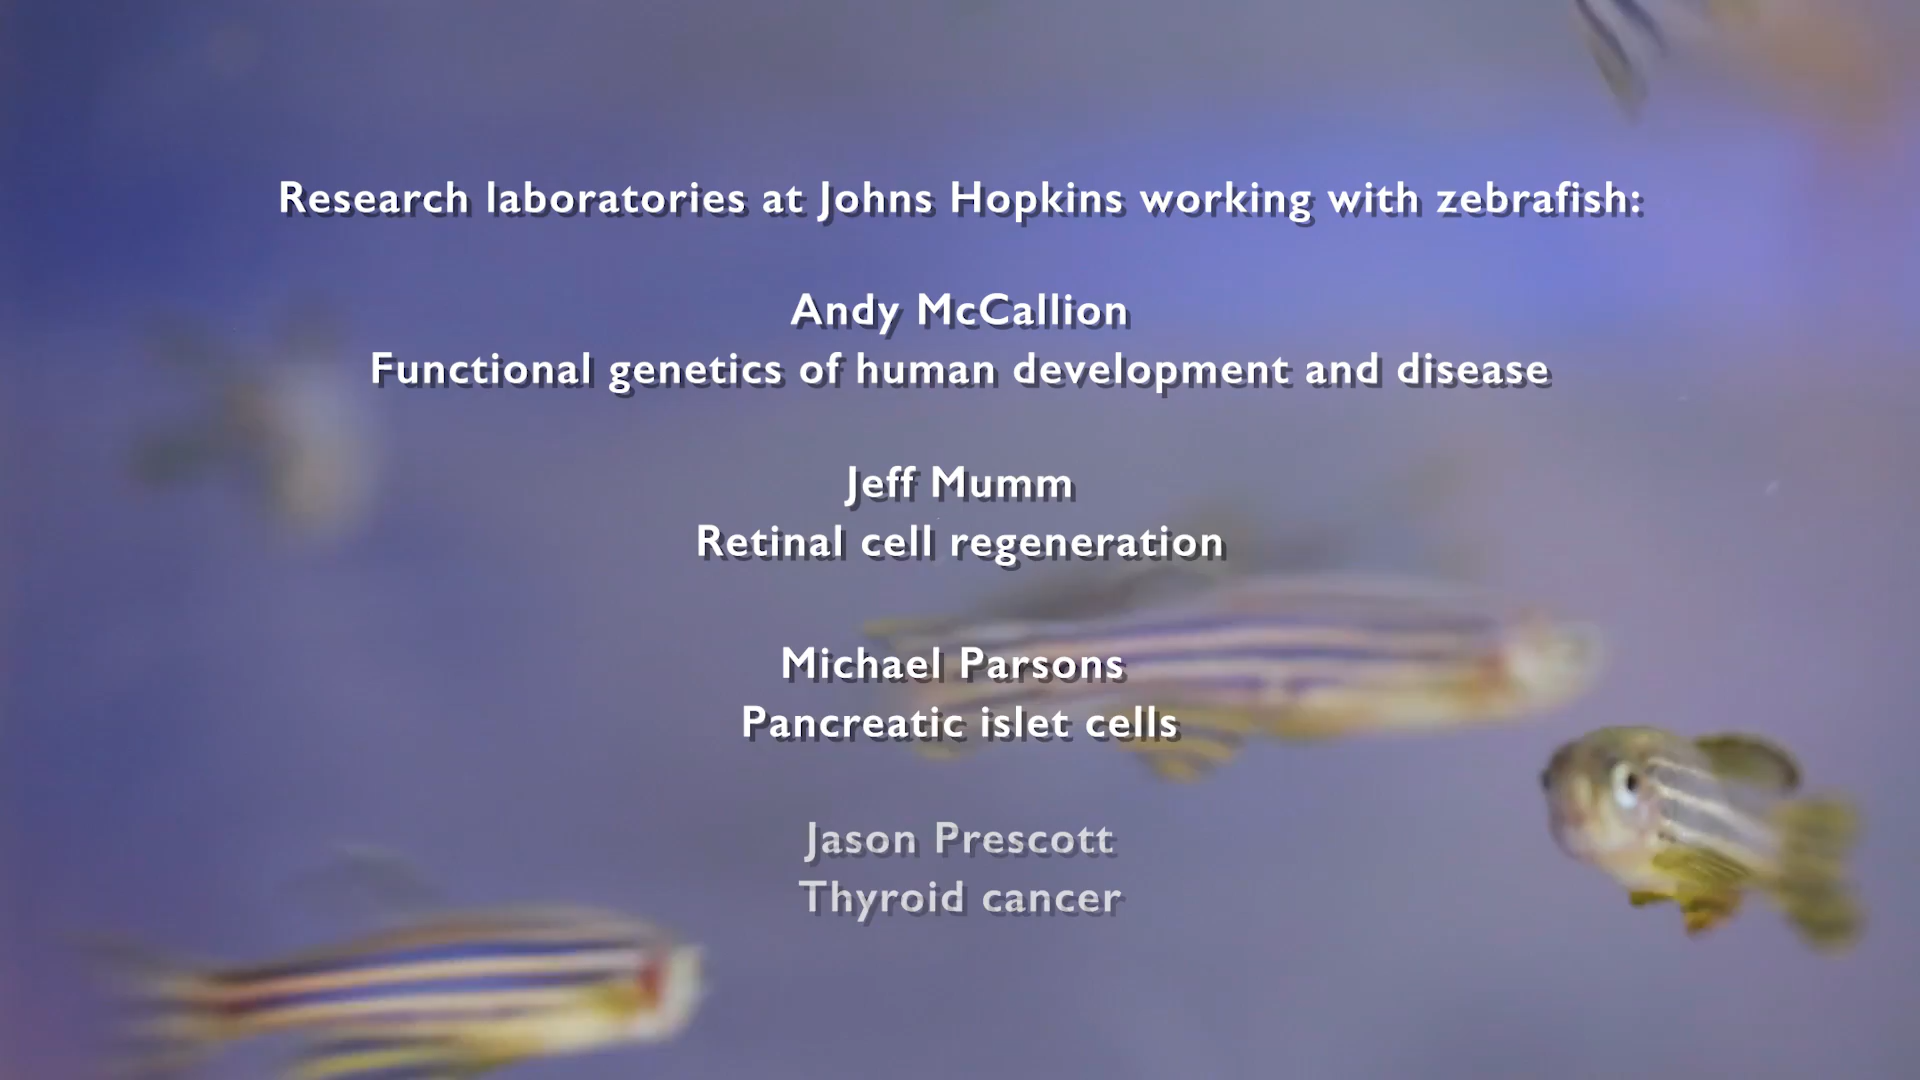 Research laboratories at Johns Hopkins working with zebrafish:
Andy McCallion
Functional genetics of human development and disease
Jeff Mumm
Retinal cell regeneration
Michael Parsons
Pancreatic islet cells
Jason Prescott
Thyroid cancer